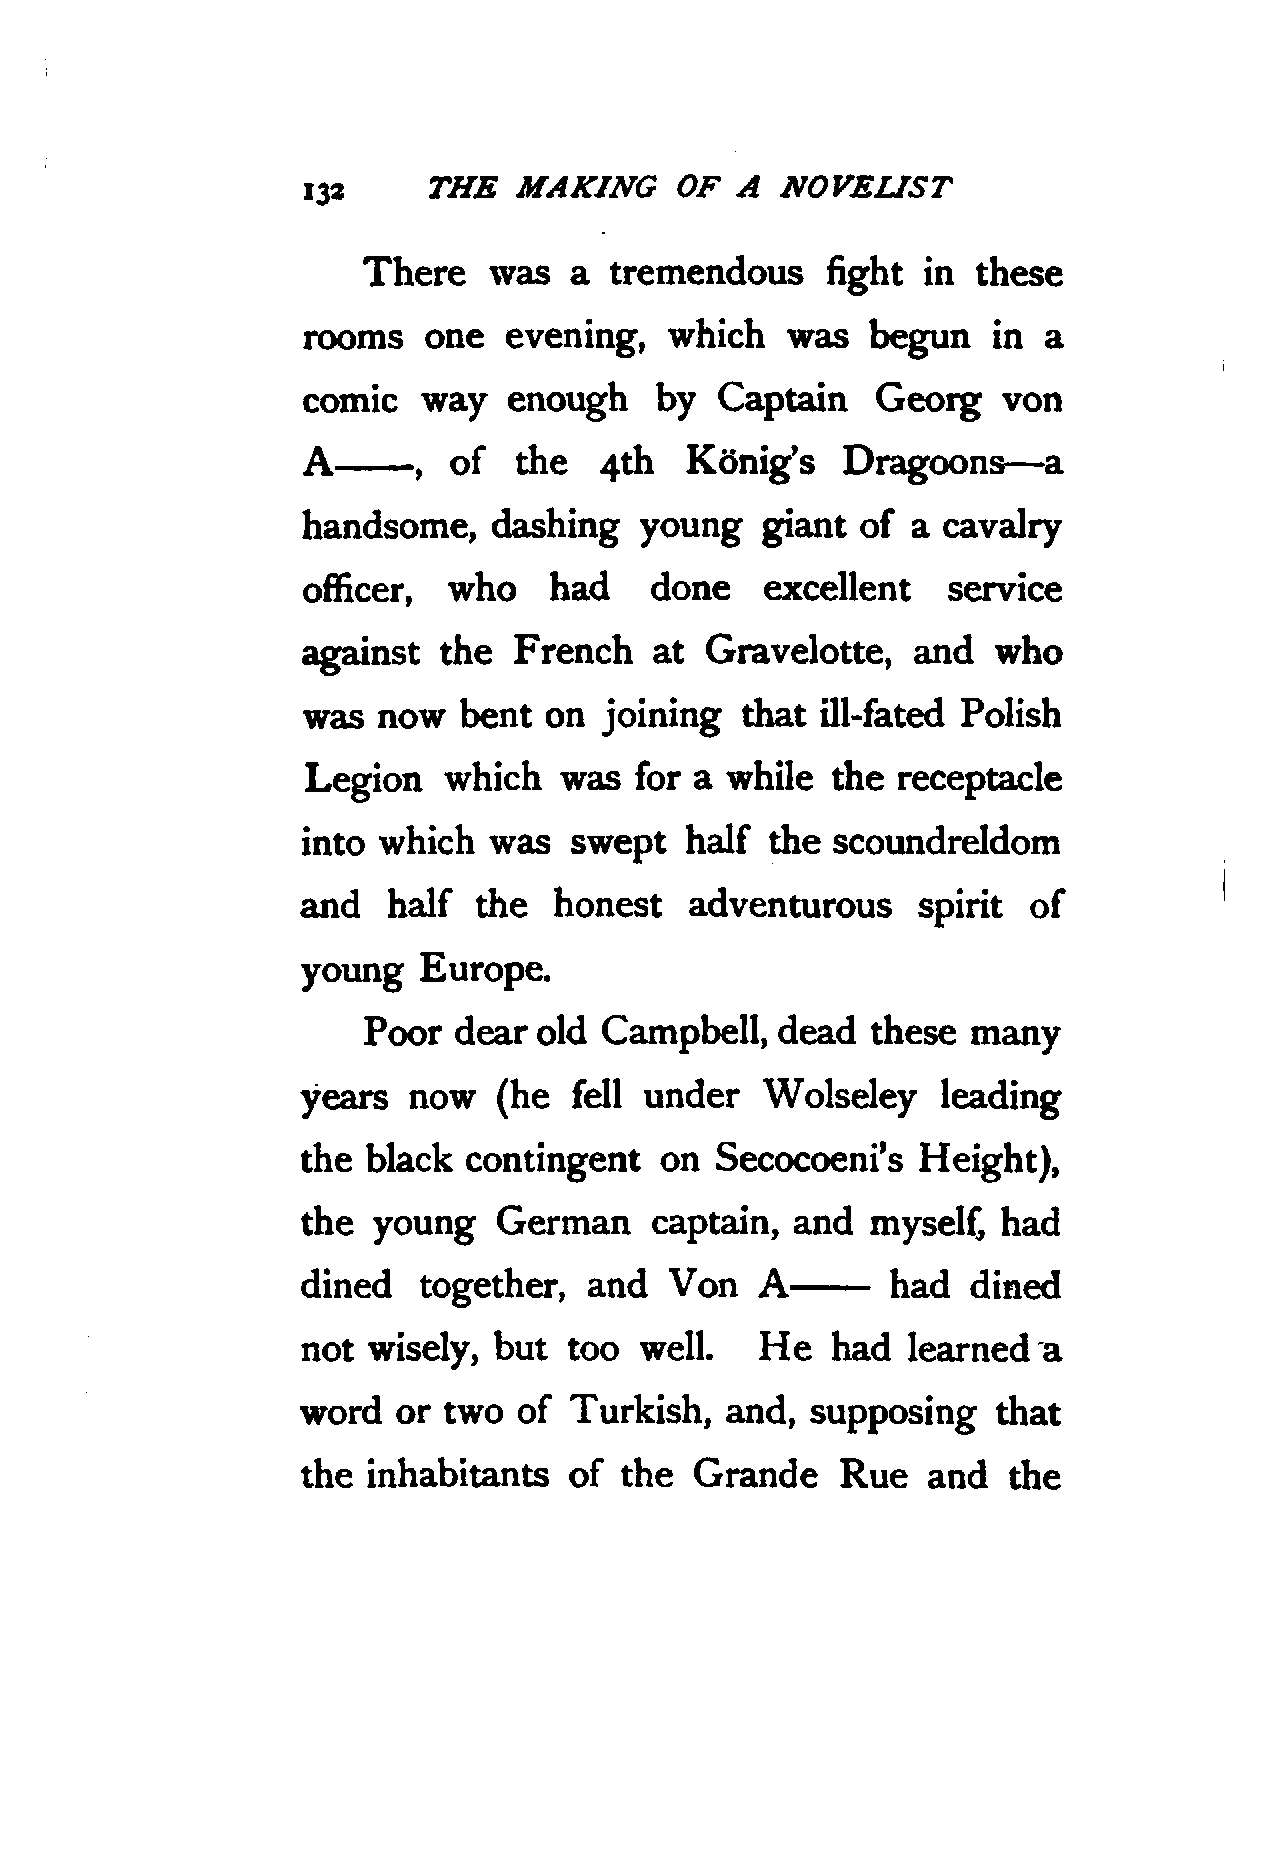 132 THE MAKING OF A NOVELIST
There was a tremendous fight in these
rooms one evening, which was begun in a
comic way enough by Captain Georg von
A——, of the 4th König's Dragoons—a
handsome, dashing young giant of a cavalry
officer, who had done excellent service
against the French at Gravelotte, and who
was now bent on joining that ill-fated Polish
Legion which was for a while the receptacle
into which was swept half the scoundreldom
and half the honest adventurous spirit of
young Europe.
Poor dear old Campbell, dead these many
years now (he fell under Wolseley leading
the black contingent on Secocoeni's Height),
the young German captain, and myself, had
dined together, and Von A—— had dined
not wisely, but too well. He had learned a
word or two of Turkish, and, supposing that
the inhabitants of the Grande Rue and the